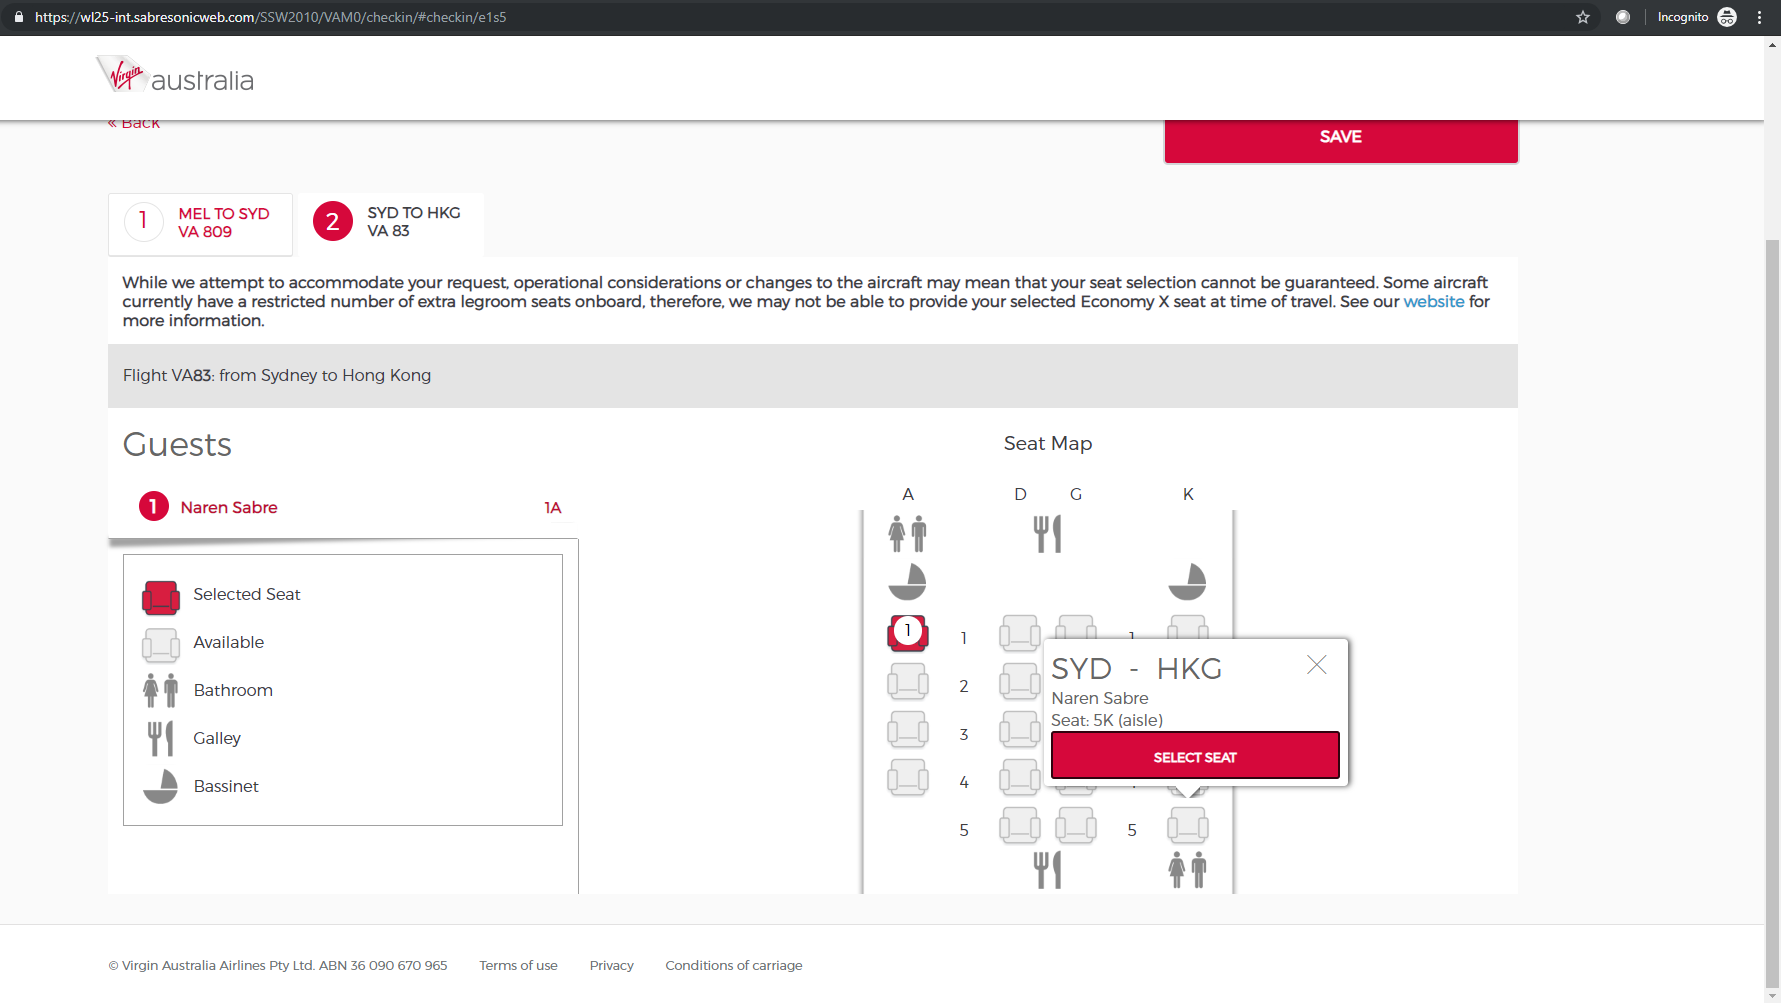 https://wl25-int.sabresonicweb.com/SSW2010/VAM0/checkin/#checkin/e1s5
Incognito
Virgin australia
« Back
SAVE
1 MEL TO SYD
VA 809
2 SYD TO HKG
VA 83
While we attempt to accommodate your request, operational considerations or changes to the aircraft may mean that your seat selection cannot be guaranteed. Some aircraft
currently have a restricted number of extra legroom seats onboard, therefore, we may not be able to provide your selected Economy X seat at time of travel. See our website for
more information.
Flight VA83: from Sydney to Hong Kong
Guests
1 Naren Sabre 1A
Selected Seat
Available
Bathroom
Galley
Bassinet
Seat Map
A D G K
1 1 1
2
3
4
5 5
SYD - HKG
Naren Sabre
Seat: 5K (aisle)
SELECT SEAT
© Virgin Australia Airlines Pty Ltd. ABN 36 090 670 965 Terms of use Privacy Conditions of carriage